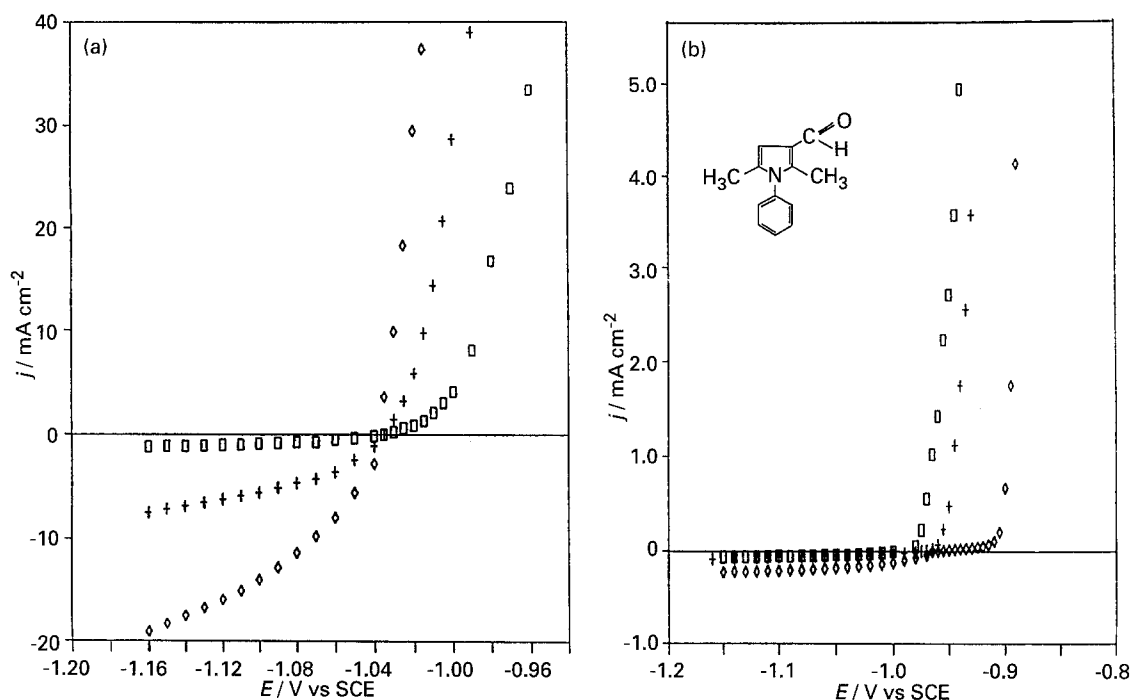 (a)
40
30
20
10
0
-10
-20
j / mA cm-2
-1.20
-1.16
-1.12
-1.08
-1.04
-1.00
-0.96
E / V vs SCE
(b)
5.0
4.0
3.0
2.0
1.0
0
-1.0
j / mA cm-2
-1.2
-1.1
-1.0
-0.9
-0.8
E / V vs SCE
C
O
H
H3C
N
CH3